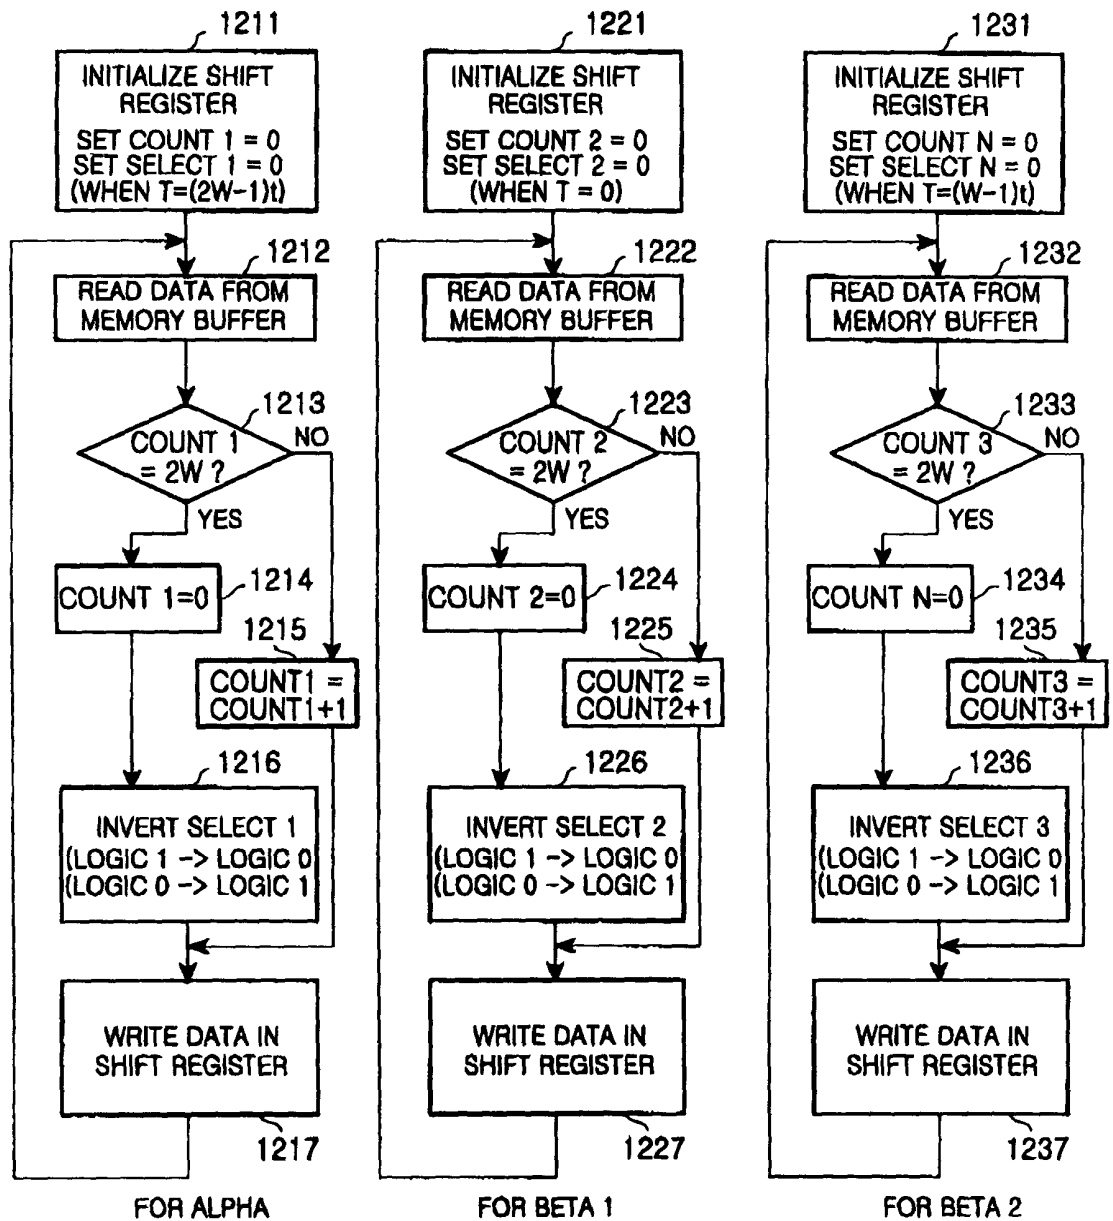 1211
INITIALIZE SHIFT
REGISTER
SET COUNT 1 = 0
SET SELECT 1 = 0
(WHEN T=(2W-1)t)
1212
READ DATA FROM
MEMORY BUFFER
1213
COUNT 1
= 2W ?
NO
YES
1214
COUNT 1=0
1215
COUNT1 =
COUNT1+1
1216
INVERT SELECT 1
(LOGIC 1 -> LOGIC 0
(LOGIC 0 -> LOGIC 1
WRITE DATA IN
SHIFT REGISTER
1217
FOR ALPHA
1221
INITIALIZE SHIFT
REGISTER
SET COUNT 2 = 0
SET SELECT 2 = 0
(WHEN T = 0)
1222
READ DATA FROM
MEMORY BUFFER
1223
COUNT 2
= 2W ?
NO
YES
1224
COUNT 2=0
1225
COUNT2 =
COUNT2+1
1226
INVERT SELECT 2
(LOGIC 1 -> LOGIC 0
(LOGIC 0 -> LOGIC 1
WRITE DATA IN
SHIFT REGISTER
1227
FOR BETA 1
1231
INITIALIZE SHIFT
REGISTER
SET COUNT N = 0
SET SELECT N = 0
(WHEN T=(W-1)t)
1232
READ DATA FROM
MEMORY BUFFER
1233
COUNT 3
= 2W ?
NO
YES
1234
COUNT N=0
1235
COUNT3 =
COUNT3+1
1236
INVERT SELECT 3
(LOGIC 1 -> LOGIC 0
(LOGIC 0 -> LOGIC 1
WRITE DATA IN
SHIFT REGISTER
1237
FOR BETA 2